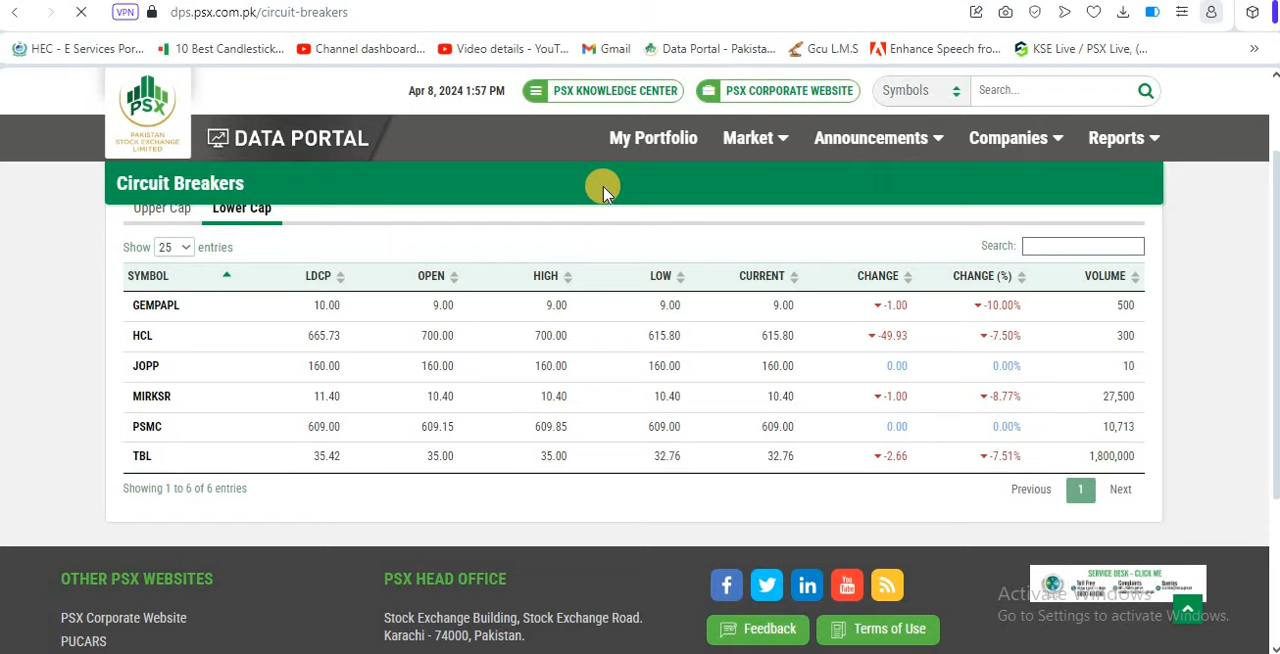 VPN dps.psx.com.pk/circuit-breakers
HEC - E Services Por... 10 Best Candlestick... Channel dashboard... Video details - YouT... Gmail Data Portal - Pakista... Gcu L.M.S Enhance Speech fro... KSE Live / PSX Live, (... »
PSX
PAKISTAN
STOCK EXCHANGE
LIMITED
Apr 8, 2024 1:57 PM PSX KNOWLEDGE CENTER PSX CORPORATE WEBSITE Symbols Search...
DATA PORTAL My Portfolio Market Announcements Companies Reports
Circuit Breakers
Upper Cap Lower Cap
Show 25 entries Search:
SYMBOL LDCP OPEN HIGH LOW CURRENT CHANGE CHANGE (%) VOLUME
GEMPAPL 10.00 9.00 9.00 9.00 9.00 -1.00 -10.00% 500
HCL 665.73 700.00 700.00 615.80 615.80 -49.93 -7.50% 300
JOPP 160.00 160.00 160.00 160.00 160.00 0.00 0.00% 10
MIRKSR 11.40 10.40 10.40 10.40 10.40 -1.00 -8.77% 27,500
PSMC 609.00 609.15 609.85 609.00 609.00 0.00 0.00% 10,713
TBL 35.42 35.00 35.00 32.76 32.76 -2.66 -7.51% 1,800,000
Showing 1 to 6 of 6 entries Previous 1 Next
OTHER PSX WEBSITES
PSX Corporate Website
PUCARS
PSX HEAD OFFICE
Stock Exchange Building, Stock Exchange Road.
Karachi - 74000, Pakistan.
You Tube
Feedback Terms of Use
SERVICE DESK - CLICK ME
Toll Free Complaints Queries
Activate Windows
Go to Settings to activate Windows.